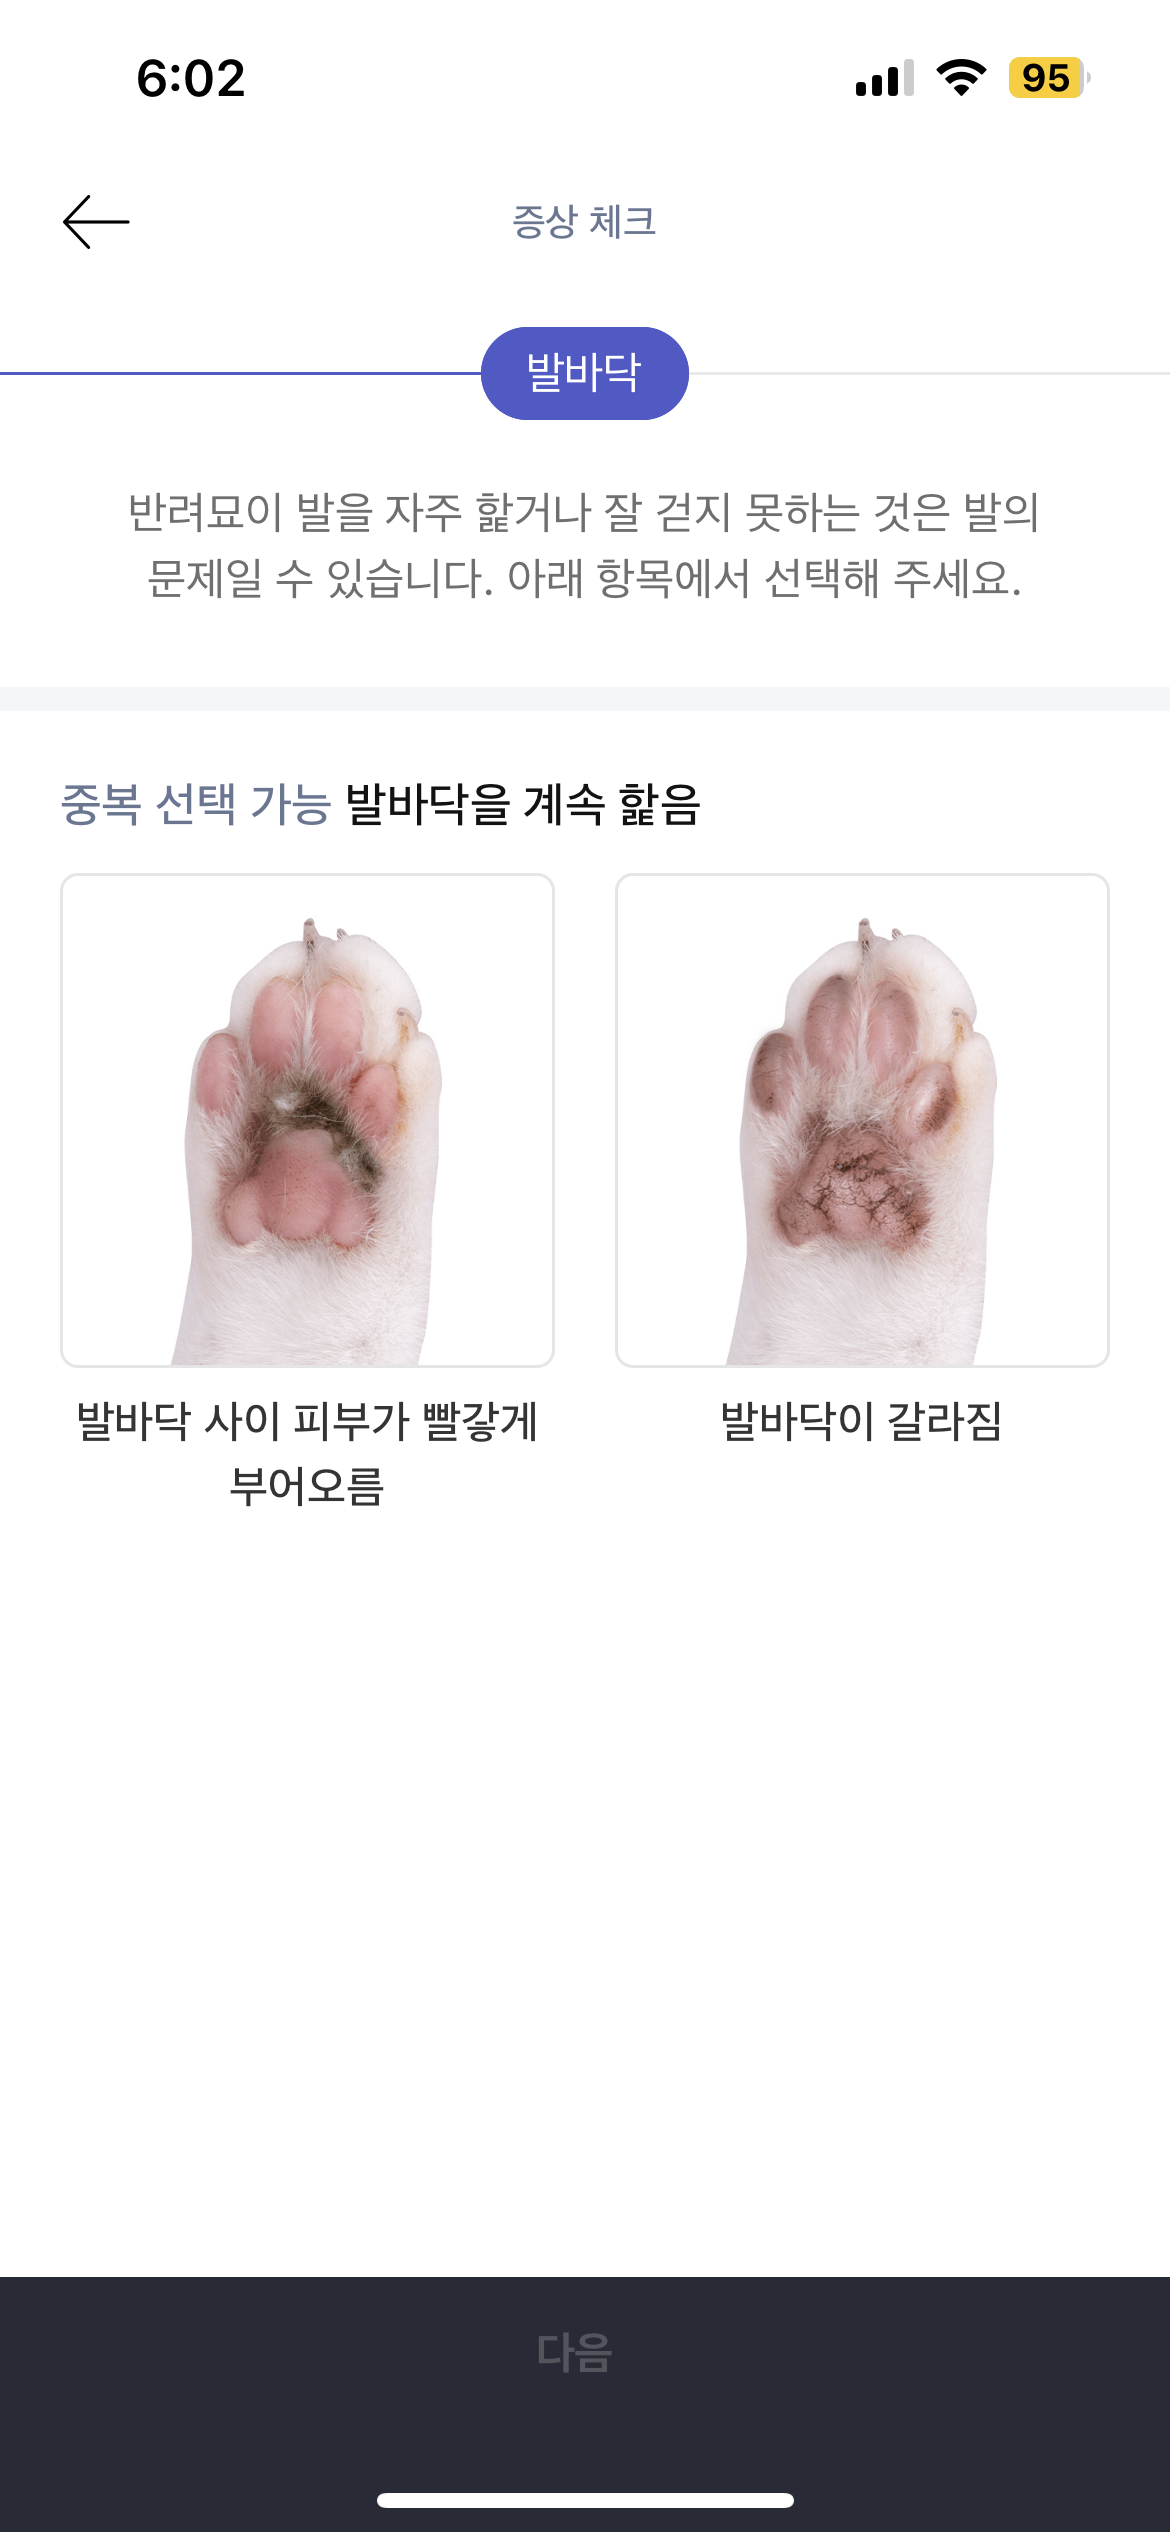 6:02
95
증상 체크
발바닥
반려묘이 발을 자주 핥거나 잘 걷지 못하는 것은 발의
문제일 수 있습니다. 아래 항목에서 선택해 주세요.
중복 선택 가능 발바닥을 계속 핥음
발바닥 사이 피부가 빨갛게
부어오름
발바닥이 갈라짐
다음